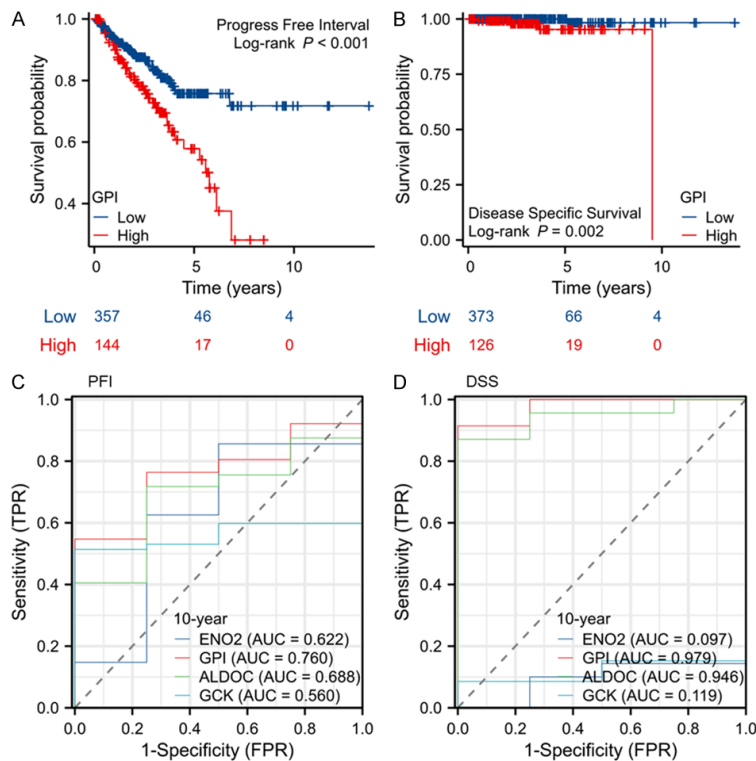 A
Progress Free Interval
Log-rank P < 0.001
Survival probability
1.0
0.8
0.6
0.4
GPI
Low
High
0 5 10
Time (years)
Low 357 46 4
High 144 17 0
B
Survival probability
1.00
0.75
0.50
0.25
0.00
Disease Specific Survival
Log-rank P = 0.002
GPI
Low
High
0 5 10
Time (years)
Low 373 66 4
High 126 19 0
C PFI
Sensitivity (TPR)
1.0
0.8
0.6
0.4
0.2
0.0
10-year
ENO2 (AUC = 0.622)
GPI (AUC = 0.760)
ALDOC (AUC = 0.688)
GCK (AUC = 0.560)
0.0 0.2 0.4 0.6 0.8 1.0
1-Specificity (FPR)
D DSS
Sensitivity (TPR)
1.0
0.8
0.6
0.4
0.2
0.0
10-year
ENO2 (AUC = 0.097)
GPI (AUC = 0.979)
ALDOC (AUC = 0.946)
GCK (AUC = 0.119)
0.0 0.2 0.4 0.6 0.8 1.0
1-Specificity (FPR)